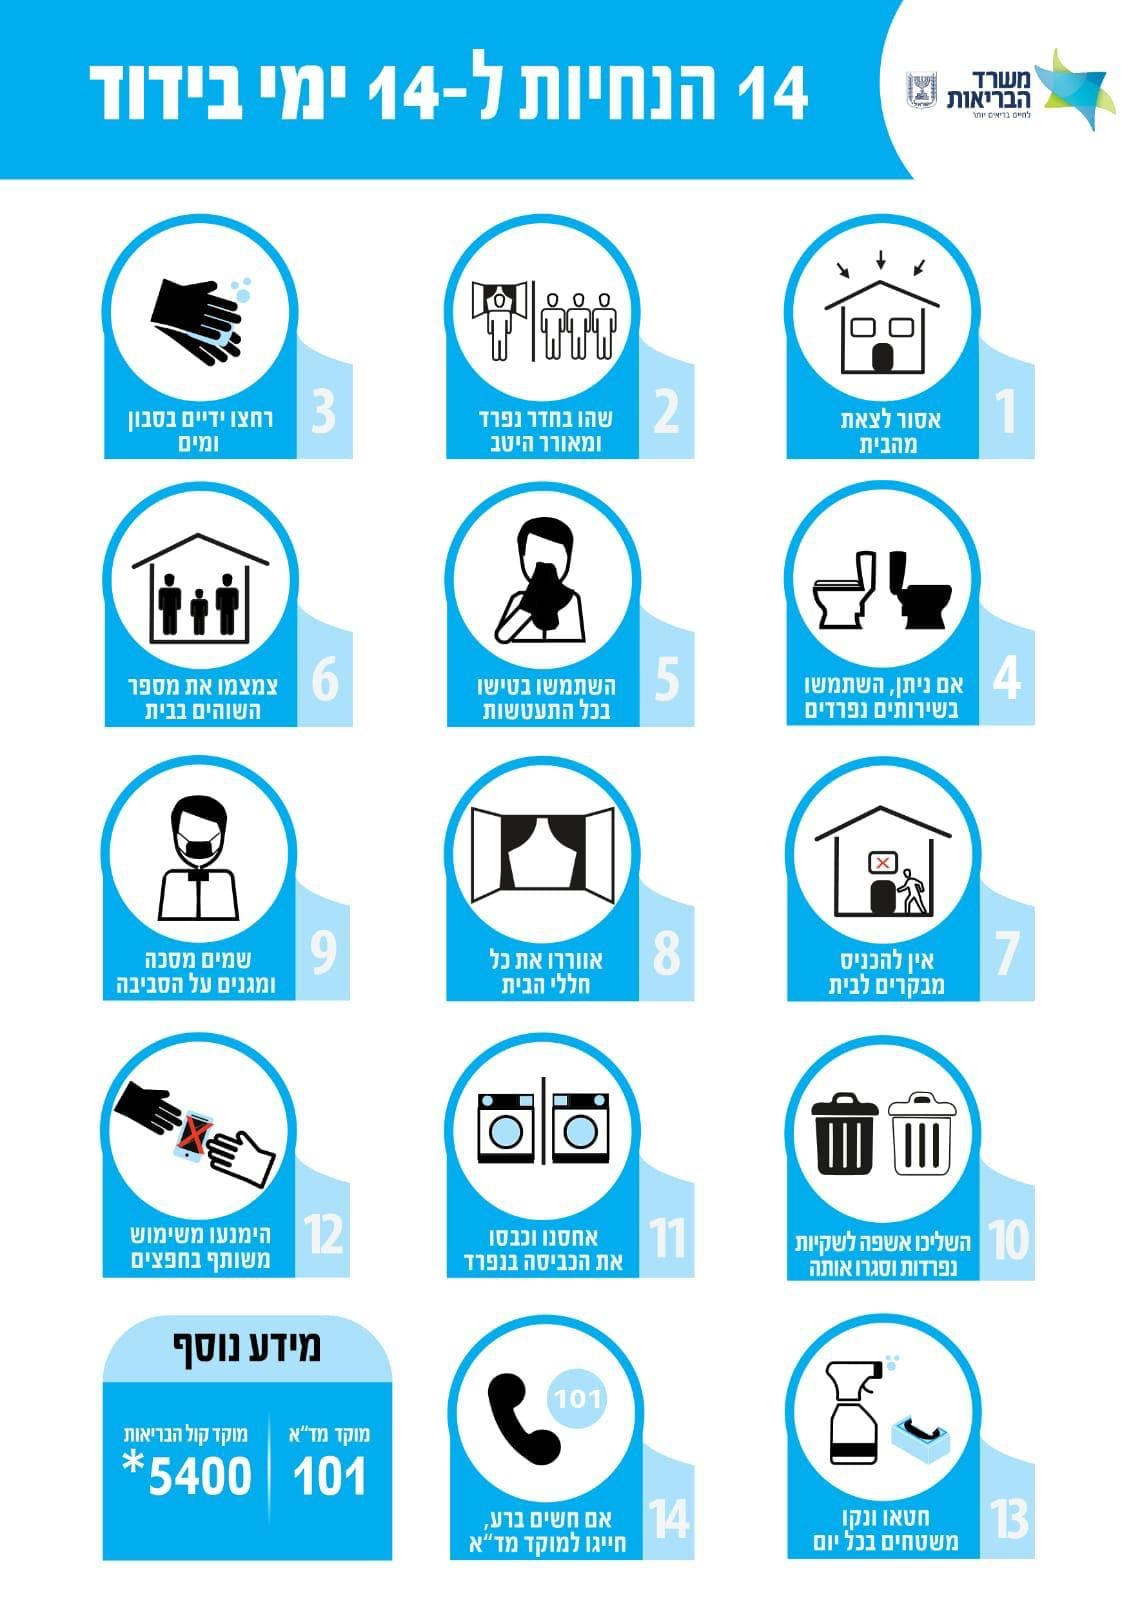 משרד
הבריאות
לחיים בריאים יותר
14 הנחיות ל-14 ימי בידוד
1
אסור לצאת
מהבית
2
שהו בחדר נפרד
ומאורר היטב
3
רחצו ידיים בסבון
ומים
4
אם ניתן, השתמשו
בשירותים נפרדים
5
השתמשו בטישו
בכל התעטשות
6
צמצמו את מספר
השוהים בבית
7
אין להכניס
מבקרים לבית
8
אווררו את כל
חללי הבית
9
שמים מסכה
ומגנים על הסביבה
10
השליכו אשפה לשקיות
נפרדות וסגרו אותה
11
אחסנו וכבסו
את הכביסה בנפרד
12
הימנעו משימוש
משותף בחפצים
13
חטאו ונקו
משטחים בכל יום
101
14
אם חשים ברע,
חייגו למוקד מד"א
מידע נוסף
מוקד מד"א
101
מוקד קול הבריאות
*5400